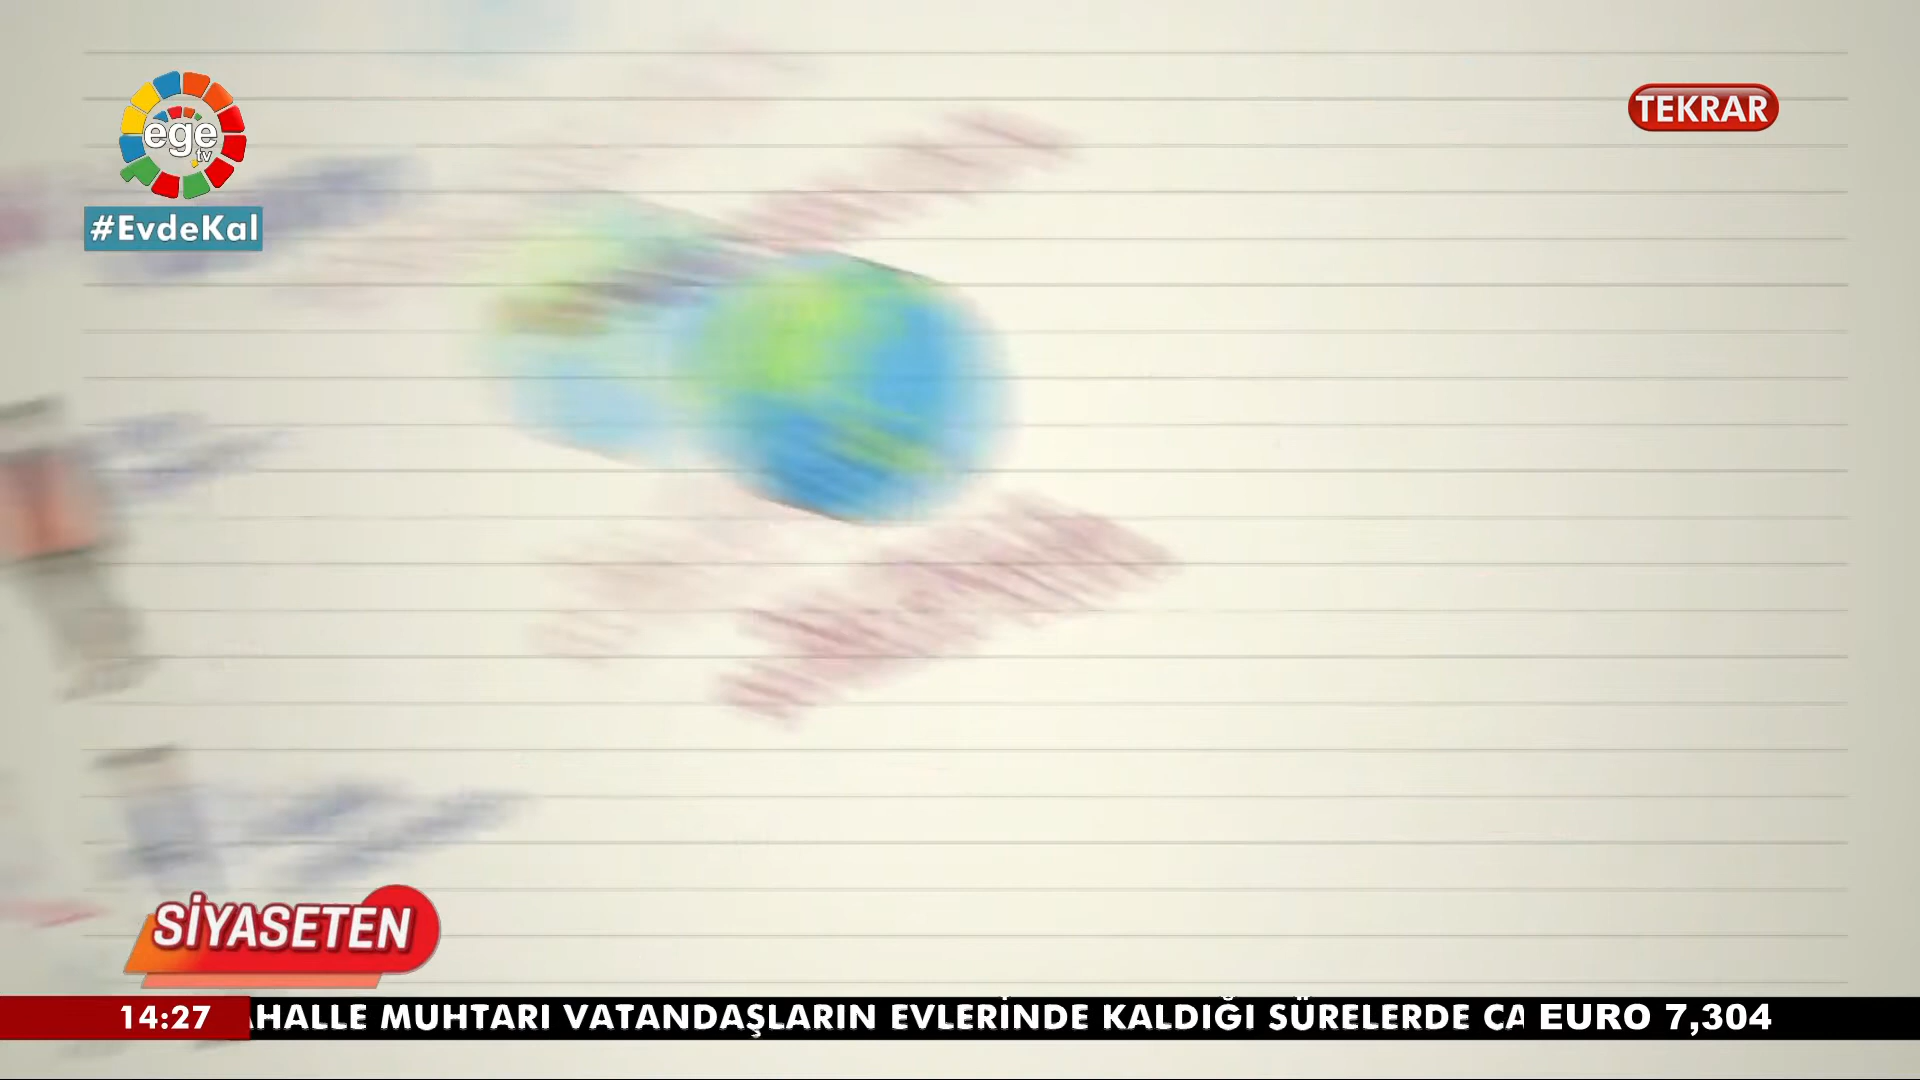 ege
tv
#EvdeKal
TEKRAR
SİYASETEN
14:27
AHALLE MUHTARI VATANDAŞLARIN EVLERİNDE KALDIĞI SÜRELERDE CA
EURO 7,304